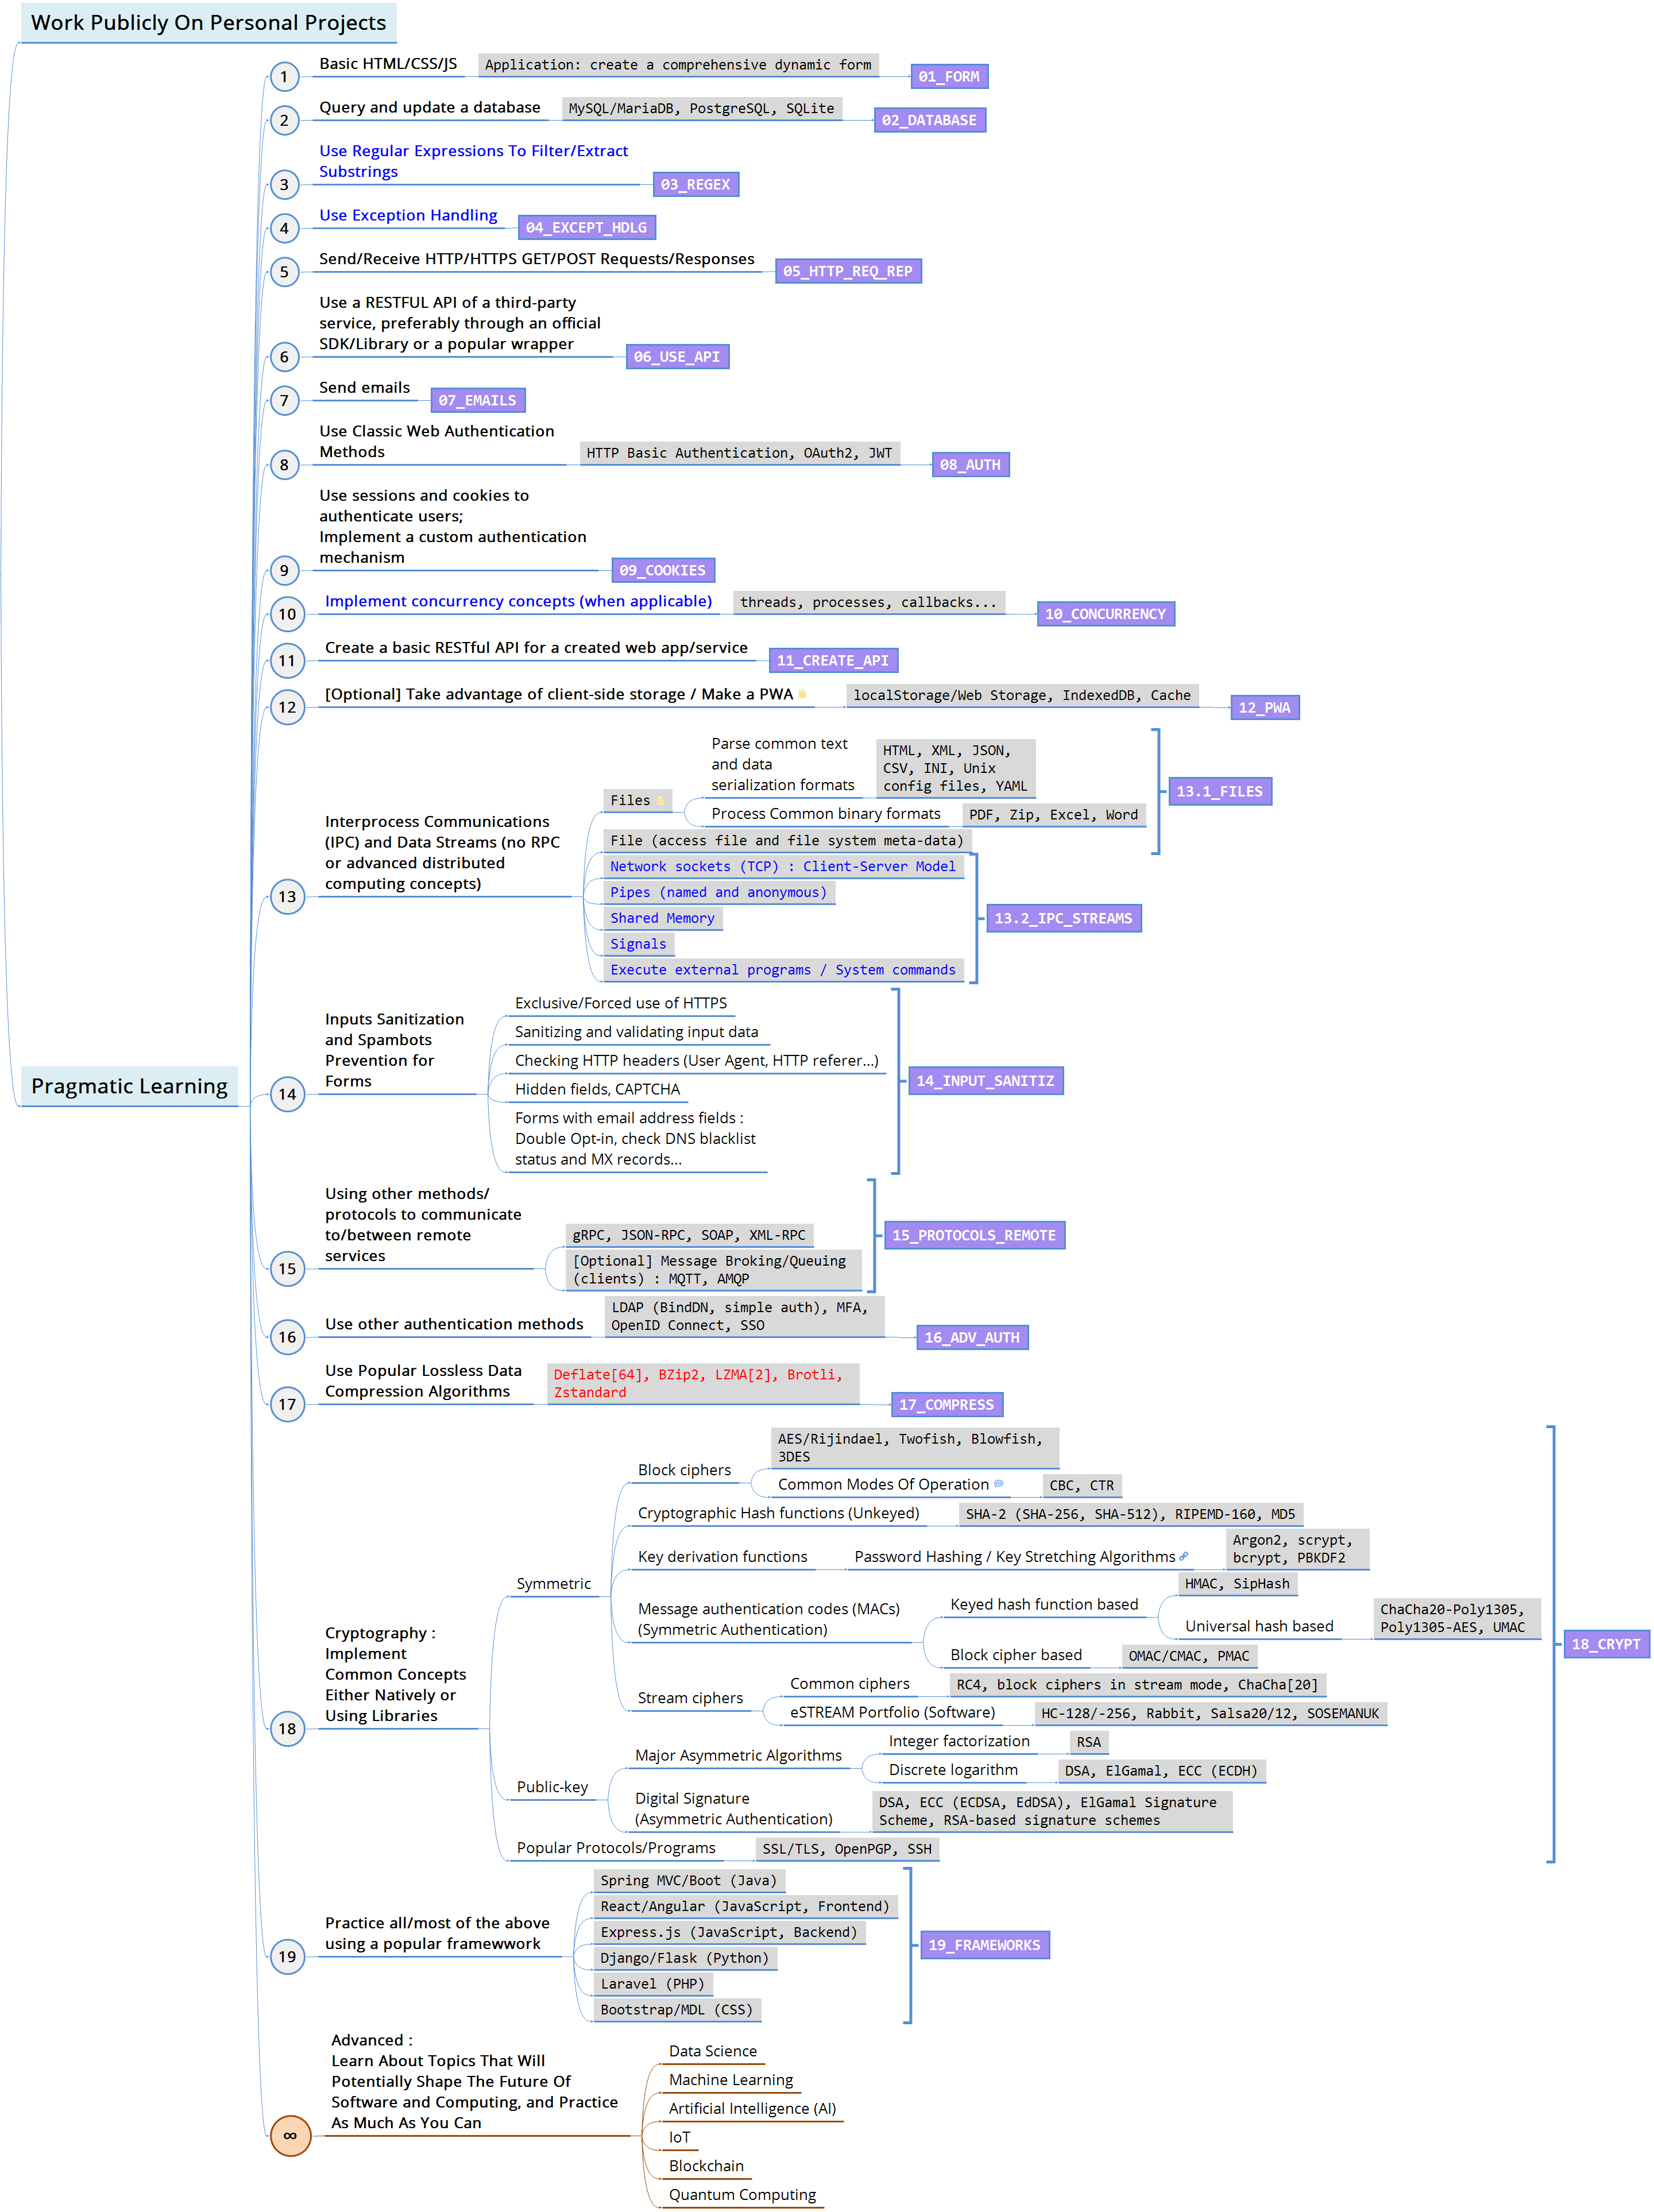 Work Publicly On Personal Projects
1
Basic HTML/CSS/JS
Application: create a comprehensive dynamic form
01_FORM
2
Query and update a database
MySQL/MariaDB, PostgreSQL, SQLite
02_DATABASE
3
Use Regular Expressions To Filter/Extract
Substrings
03_REGEX
4
Use Exception Handling
04_EXCEPT_HDLG
5
Send/Receive HTTP/HTTPS GET/POST Requests/Responses
05_HTTP_REQ_REP
6
Use a RESTFUL API of a third-party
service, preferably through an official
SDK/Library or a popular wrapper
06_USE_API
7
Send emails
07_EMAILS
8
Use Classic Web Authentication
Methods
HTTP Basic Authentication, OAuth2, JWT
08_AUTH
9
Use sessions and cookies to
authenticate users;
Implement a custom authentication
mechanism
09_COOKIES
10
Implement concurrency concepts (when applicable)
threads, processes, callbacks...
10_CONCURRENCY
11
Create a basic RESTful API for a created web app/service
11_CREATE_API
12
[Optional] Take advantage of client-side storage / Make a PWA
localStorage/Web Storage, IndexedDB, Cache
12_PWA
13
Interprocess Communications
(IPC) and Data Streams (no RPC
or advanced distributed
computing concepts)
Files
Parse common text
and data
serialization formats
HTML, XML, JSON,
CSV, INI, Unix
config files, YAML
Process Common binary formats
PDF, Zip, Excel, Word
File (access file and file system meta-data)
13.1_FILES
Network sockets (TCP) : Client-Server Model
Pipes (named and anonymous)
Shared Memory
Signals
Execute external programs / System commands
13.2_IPC_STREAMS
Pragmatic Learning
14
Inputs Sanitization
and Spambots
Prevention for
Forms
Exclusive/Forced use of HTTPS
Sanitizing and validating input data
Checking HTTP headers (User Agent, HTTP referer...)
Hidden fields, CAPTCHA
Forms with email address fields :
Double Opt-in, check DNS blacklist
status and MX records...
14_INPUT_SANITIZ
15
Using other methods/
protocols to communicate
to/between remote
services
gRPC, JSON-RPC, SOAP, XML-RPC
[Optional] Message Broking/Queuing
(clients) : MQTT, AMQP
15_PROTOCOLS_REMOTE
16
Use other authentication methods
LDAP (BindDN, simple auth), MFA,
OpenID Connect, SSO
16_ADV_AUTH
17
Use Popular Lossless Data
Compression Algorithms
Deflate[64], BZip2, LZMA[2], Brotli,
Zstandard
17_COMPRESS
18
Cryptography :
Implement
Common Concepts
Either Natively or
Using Libraries
Symmetric
Block ciphers
AES/Rijindael, Twofish, Blowfish,
3DES
Common Modes Of Operation
CBC, CTR
Cryptographic Hash functions (Unkeyed)
SHA-2 (SHA-256, SHA-512), RIPEMD-160, MD5
Key derivation functions
Password Hashing / Key Stretching Algorithms
Argon2, scrypt,
bcrypt, PBKDF2
Message authentication codes (MACs)
(Symmetric Authentication)
Keyed hash function based
HMAC, SipHash
Universal hash based
ChaCha20-Poly1305,
Poly1305-AES, UMAC
Block cipher based
OMAC/CMAC, PMAC
Stream ciphers
Common ciphers
RC4, block ciphers in stream mode, ChaCha[20]
eSTREAM Portfolio (Software)
HC-128/-256, Rabbit, Salsa20/12, SOSEMANUK
Public-key
Major Asymmetric Algorithms
Integer factorization
RSA
Discrete logarithm
DSA, ElGamal, ECC (ECDH)
Digital Signature
(Asymmetric Authentication)
DSA, ECC (ECDSA, EdDSA), ElGamal Signature
Scheme, RSA-based signature schemes
Popular Protocols/Programs
SSL/TLS, OpenPGP, SSH
18_CRYPT
19
Practice all/most of the above
using a popular framewwork
Spring MVC/Boot (Java)
React/Angular (JavaScript, Frontend)
Express.js (JavaScript, Backend)
Django/Flask (Python)
Laravel (PHP)
Bootstrap/MDL (CSS)
19_FRAMEWORKS
∞
Advanced :
Learn About Topics That Will
Potentially Shape The Future Of
Software and Computing, and Practice
As Much As You Can
Data Science
Machine Learning
Artificial Intelligence (AI)
IoT
Blockchain
Quantum Computing